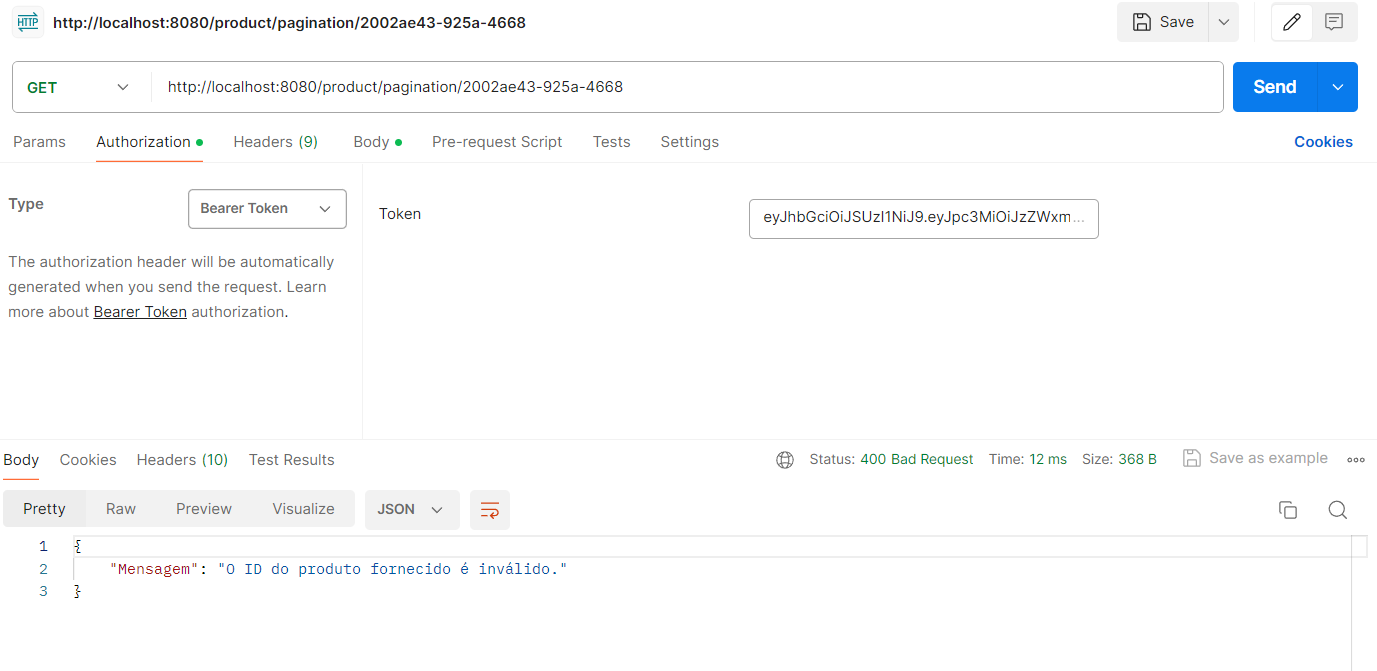 HTTP http://localhost:8080/product/pagination/2002ae43-925a-4668 Save
GET http://localhost:8080/product/pagination/2002ae43-925a-4668 Send
Params Authorization Headers (9) Body Pre-request Script Tests Settings Cookies
Type Bearer Token
Token eyJhbGciOiJSUzI1NiJ9.eyJpc3MiOiJzZWxm...
The authorization header will be automatically
generated when you send the request. Learn
more about Bearer Token authorization.
Body Cookies Headers (10) Test Results Status: 400 Bad Request Time: 12 ms Size: 368 B Save as example
Pretty Raw Preview Visualize JSON
1 {
2 "Mensagem": "O ID do produto fornecido é inválido."
3 }